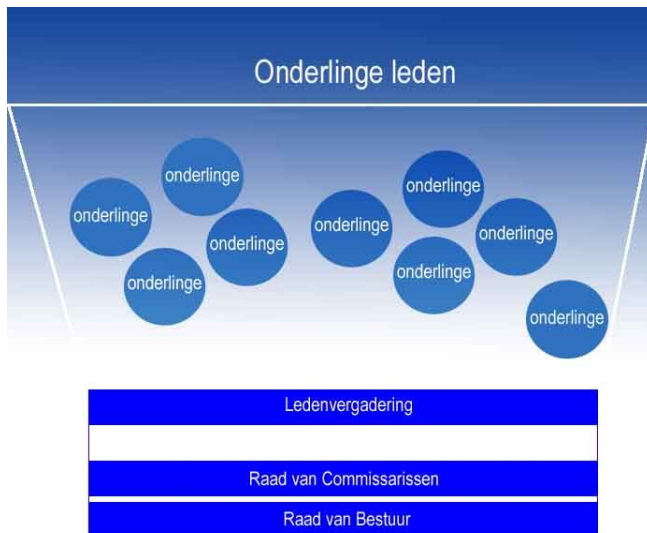 Onderlinge leden
onderlinge
onderlinge
onderlinge
onderlinge
onderlinge
onderlinge
onderlinge
onderlinge
onderlinge
Ledenvergadering
Raad van Commissarissen
Raad van Bestuur